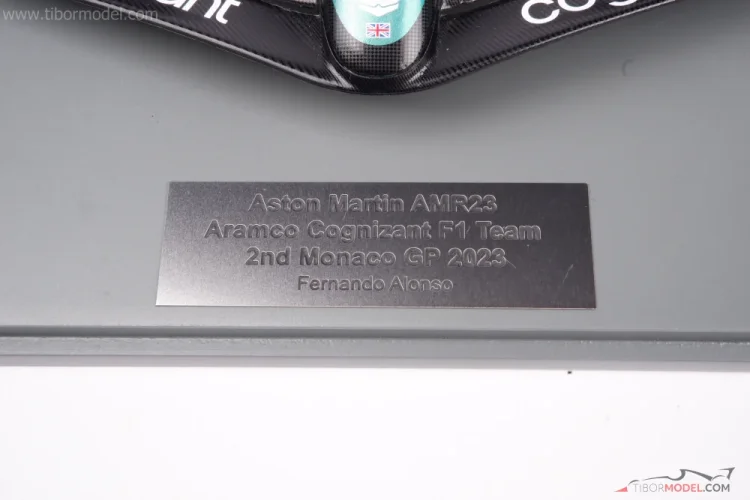 www.tibormodel.com
Aston Martin AMR23
Aramco Cognizant F1 Team
2nd Monaco GP 2023
Fernando Alonso
TIBORMODEL.COM